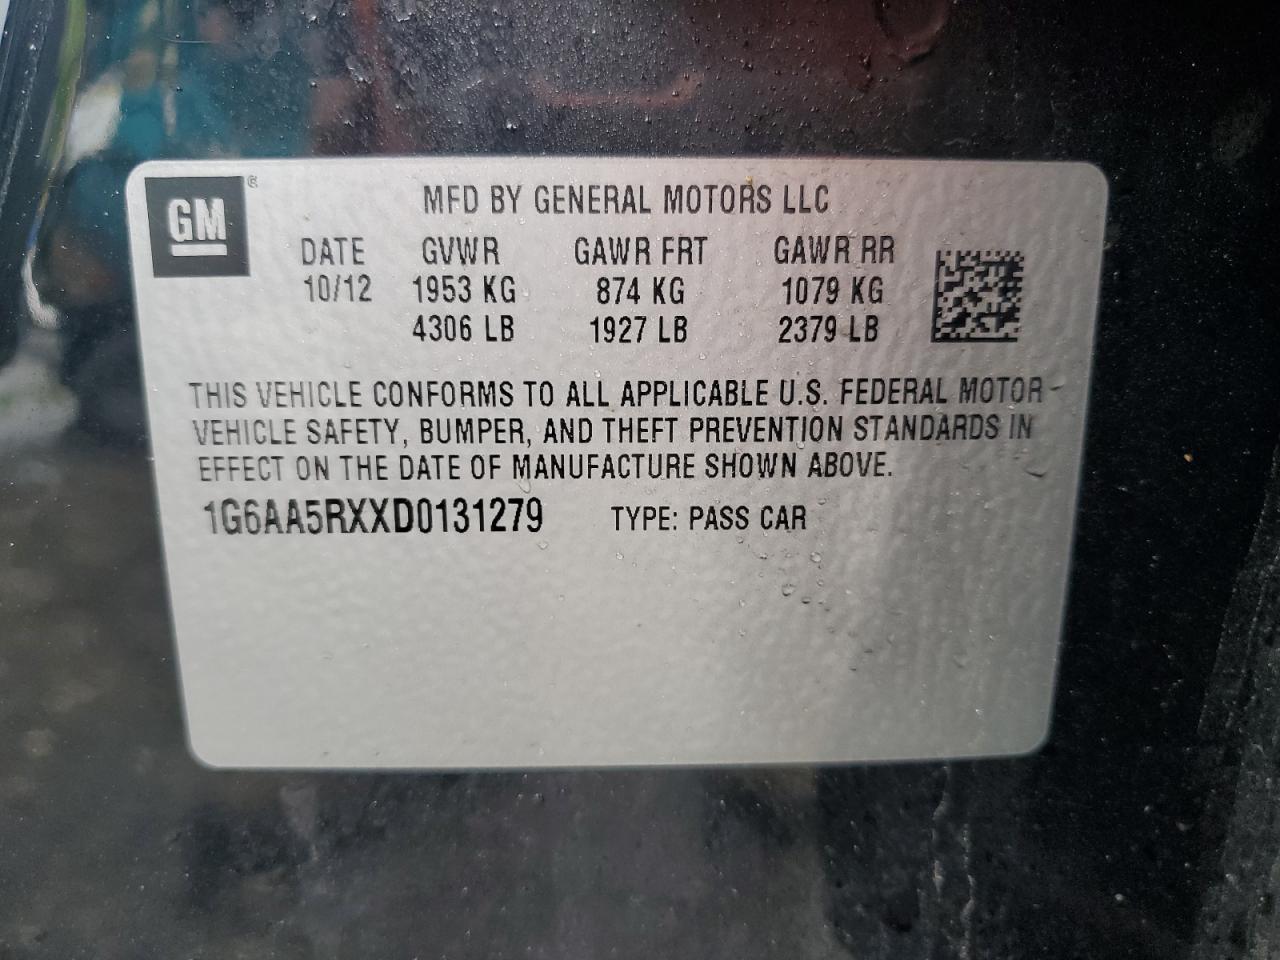 GM ®
MFD BY GENERAL MOTORS LLC
DATE GVWR GAWR FRT GAWR RR
10/12 1953 KG 874 KG 1079 KG
4306 LB 1927 LB 2379 LB
THIS VEHICLE CONFORMS TO ALL APPLICABLE U.S. FEDERAL MOTOR
VEHICLE SAFETY, BUMPER, AND THEFT PREVENTION STANDARDS IN
EFFECT ON THE DATE OF MANUFACTURE SHOWN ABOVE.
1G6AA5RXXD0131279 TYPE: PASS CAR